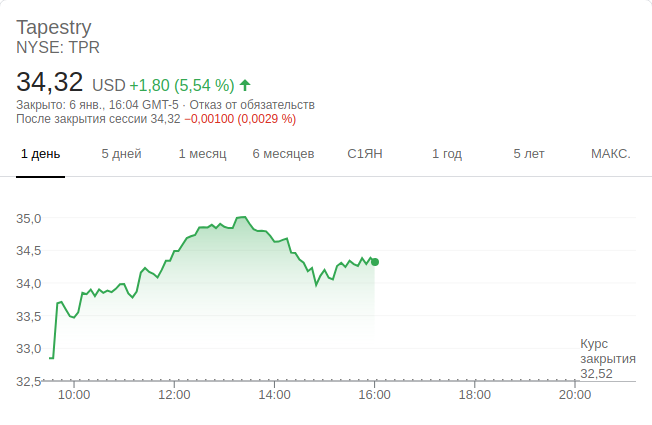 Tapestry
NYSE: TPR
34,32 USD +1,80 (5,54 %)
Закрыто: 6 янв., 16:04 GMT-5 · Отказ от обязательств
После закрытия сессии 34,32 −0,00100 (0,0029 %)
1 день 5 дней 1 месяц 6 месяцев С1ЯН 1 год 5 лет МАКС.
35,0
34,5
34,0
33,5
33,0
32,5
Курс
закрытия
32,52
10:00 12:00 14:00 16:00 18:00 20:00